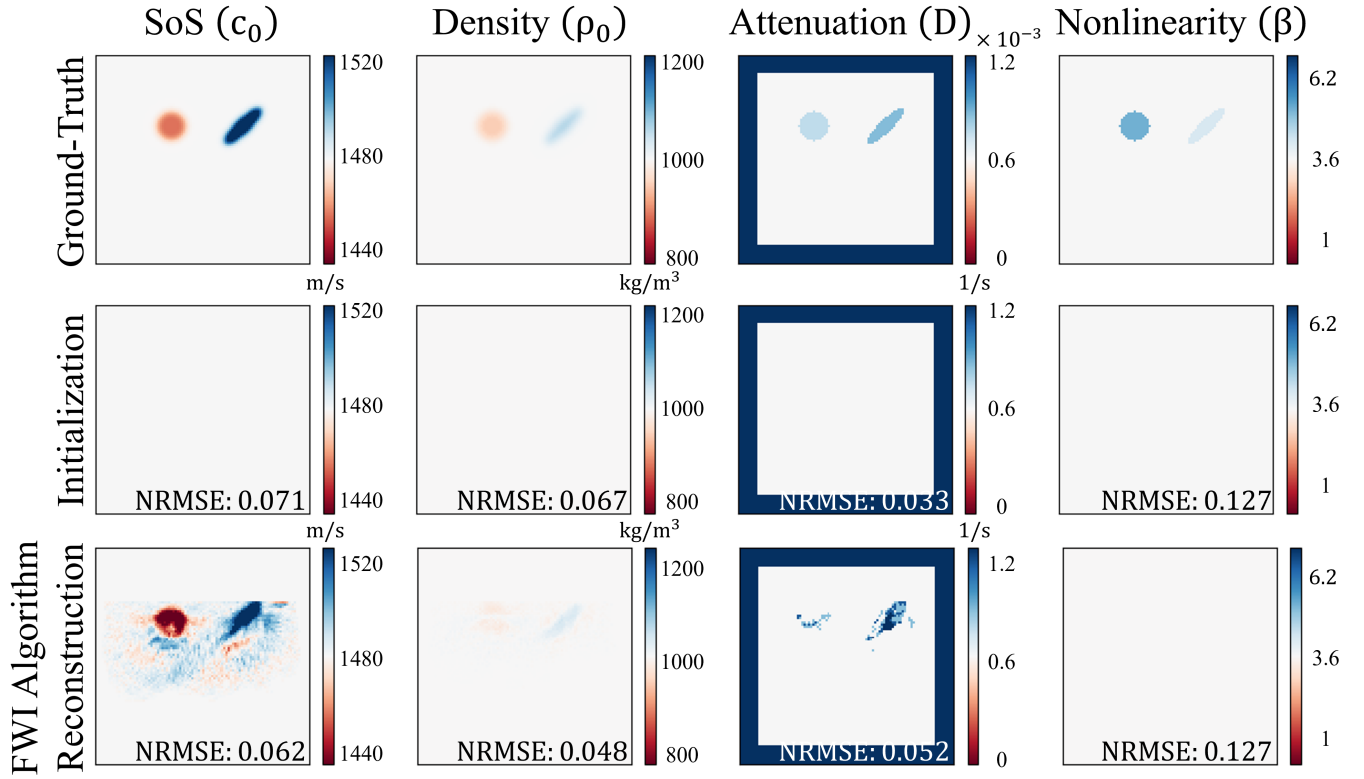 SoS (c₀)
Density (ρ₀)
Attenuation (D)
× 10⁻³
Nonlinearity (β)
Ground-Truth
1520
1480
1440
m/s
1200
1000
800
kg/m³
1.2
0.6
0
1/s
6.2
3.6
1
Initialization
NRMSE: 0.071
1520
1480
1440
m/s
NRMSE: 0.067
1200
1000
800
kg/m³
NRMSE: 0.033
1.2
0.6
0
1/s
NRMSE: 0.127
6.2
3.6
1
FWI Algorithm
Reconstruction
NRMSE: 0.062
1520
1480
1440
NRMSE: 0.048
1200
1000
800
NRMSE: 0.052
1.2
0.6
0
NRMSE: 0.127
6.2
3.6
1